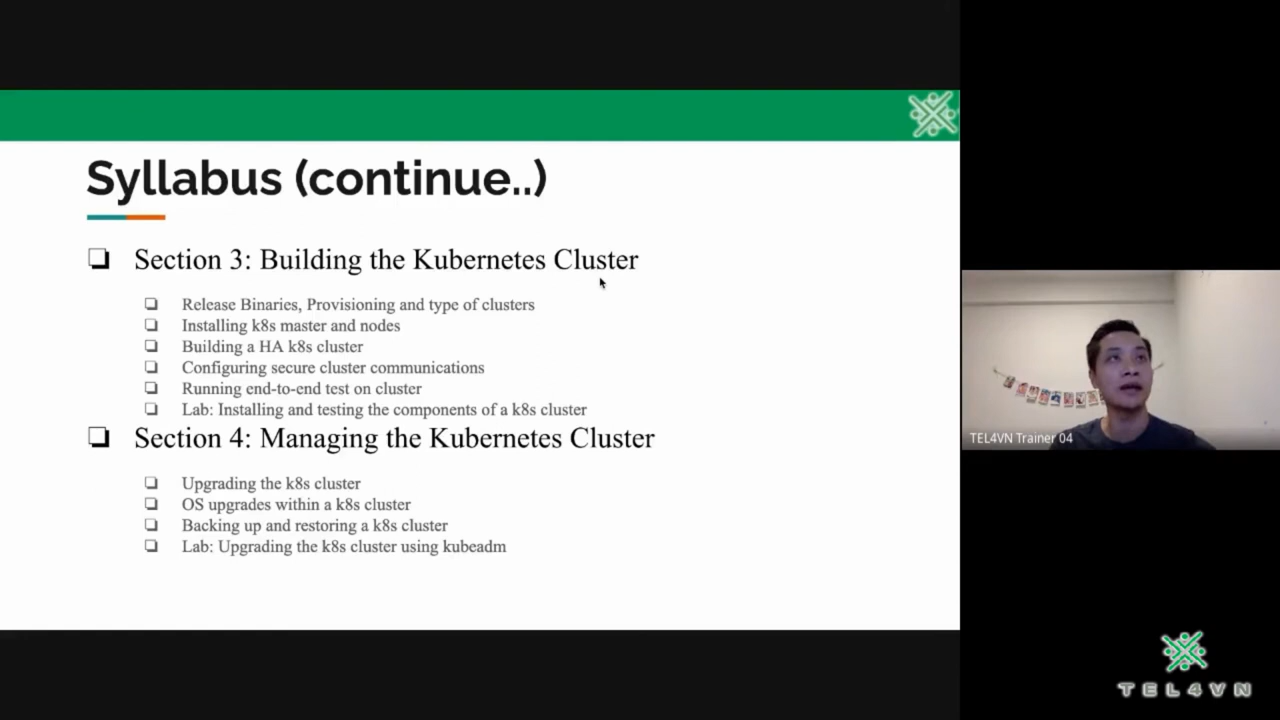 Syllabus (continue..)
❏ Section 3: Building the Kubernetes Cluster
❏ Release Binaries, Provisioning and type of clusters
❏ Installing k8s master and nodes
❏ Building a HA k8s cluster
❏ Configuring secure cluster communications
❏ Running end-to-end test on cluster
❏ Lab: Installing and testing the components of a k8s cluster
❏ Section 4: Managing the Kubernetes Cluster
❏ Upgrading the k8s cluster
❏ OS upgrades within a k8s cluster
❏ Backing up and restoring a k8s cluster
❏ Lab: Upgrading the k8s cluster using kubeadm
TEL4VN Trainer 04
TEL4VN